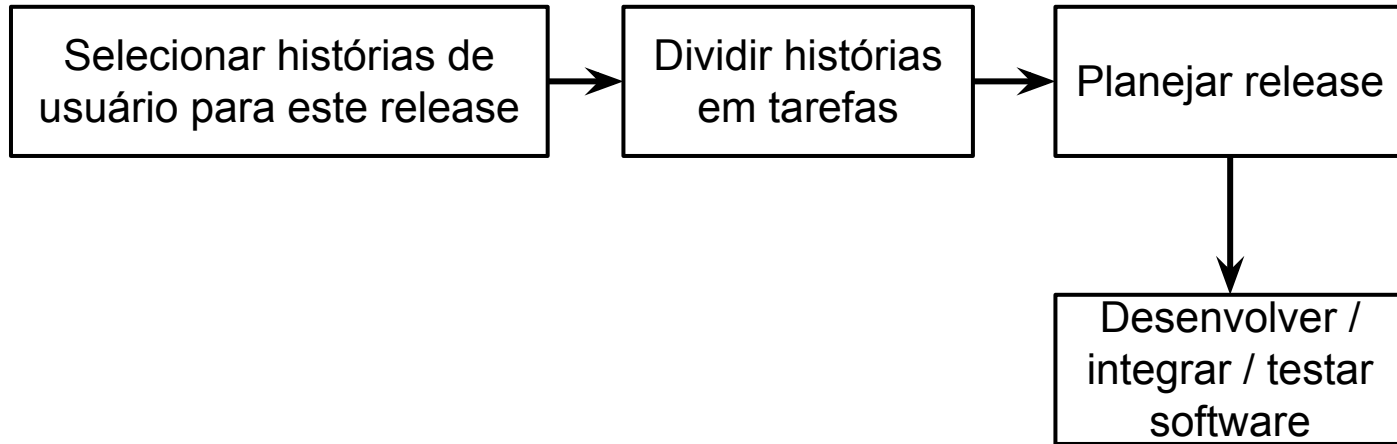 Selecionar histórias de
usuário para este release
Dividir histórias
em tarefas
Planejar release
Desenvolver /
integrar / testar
software